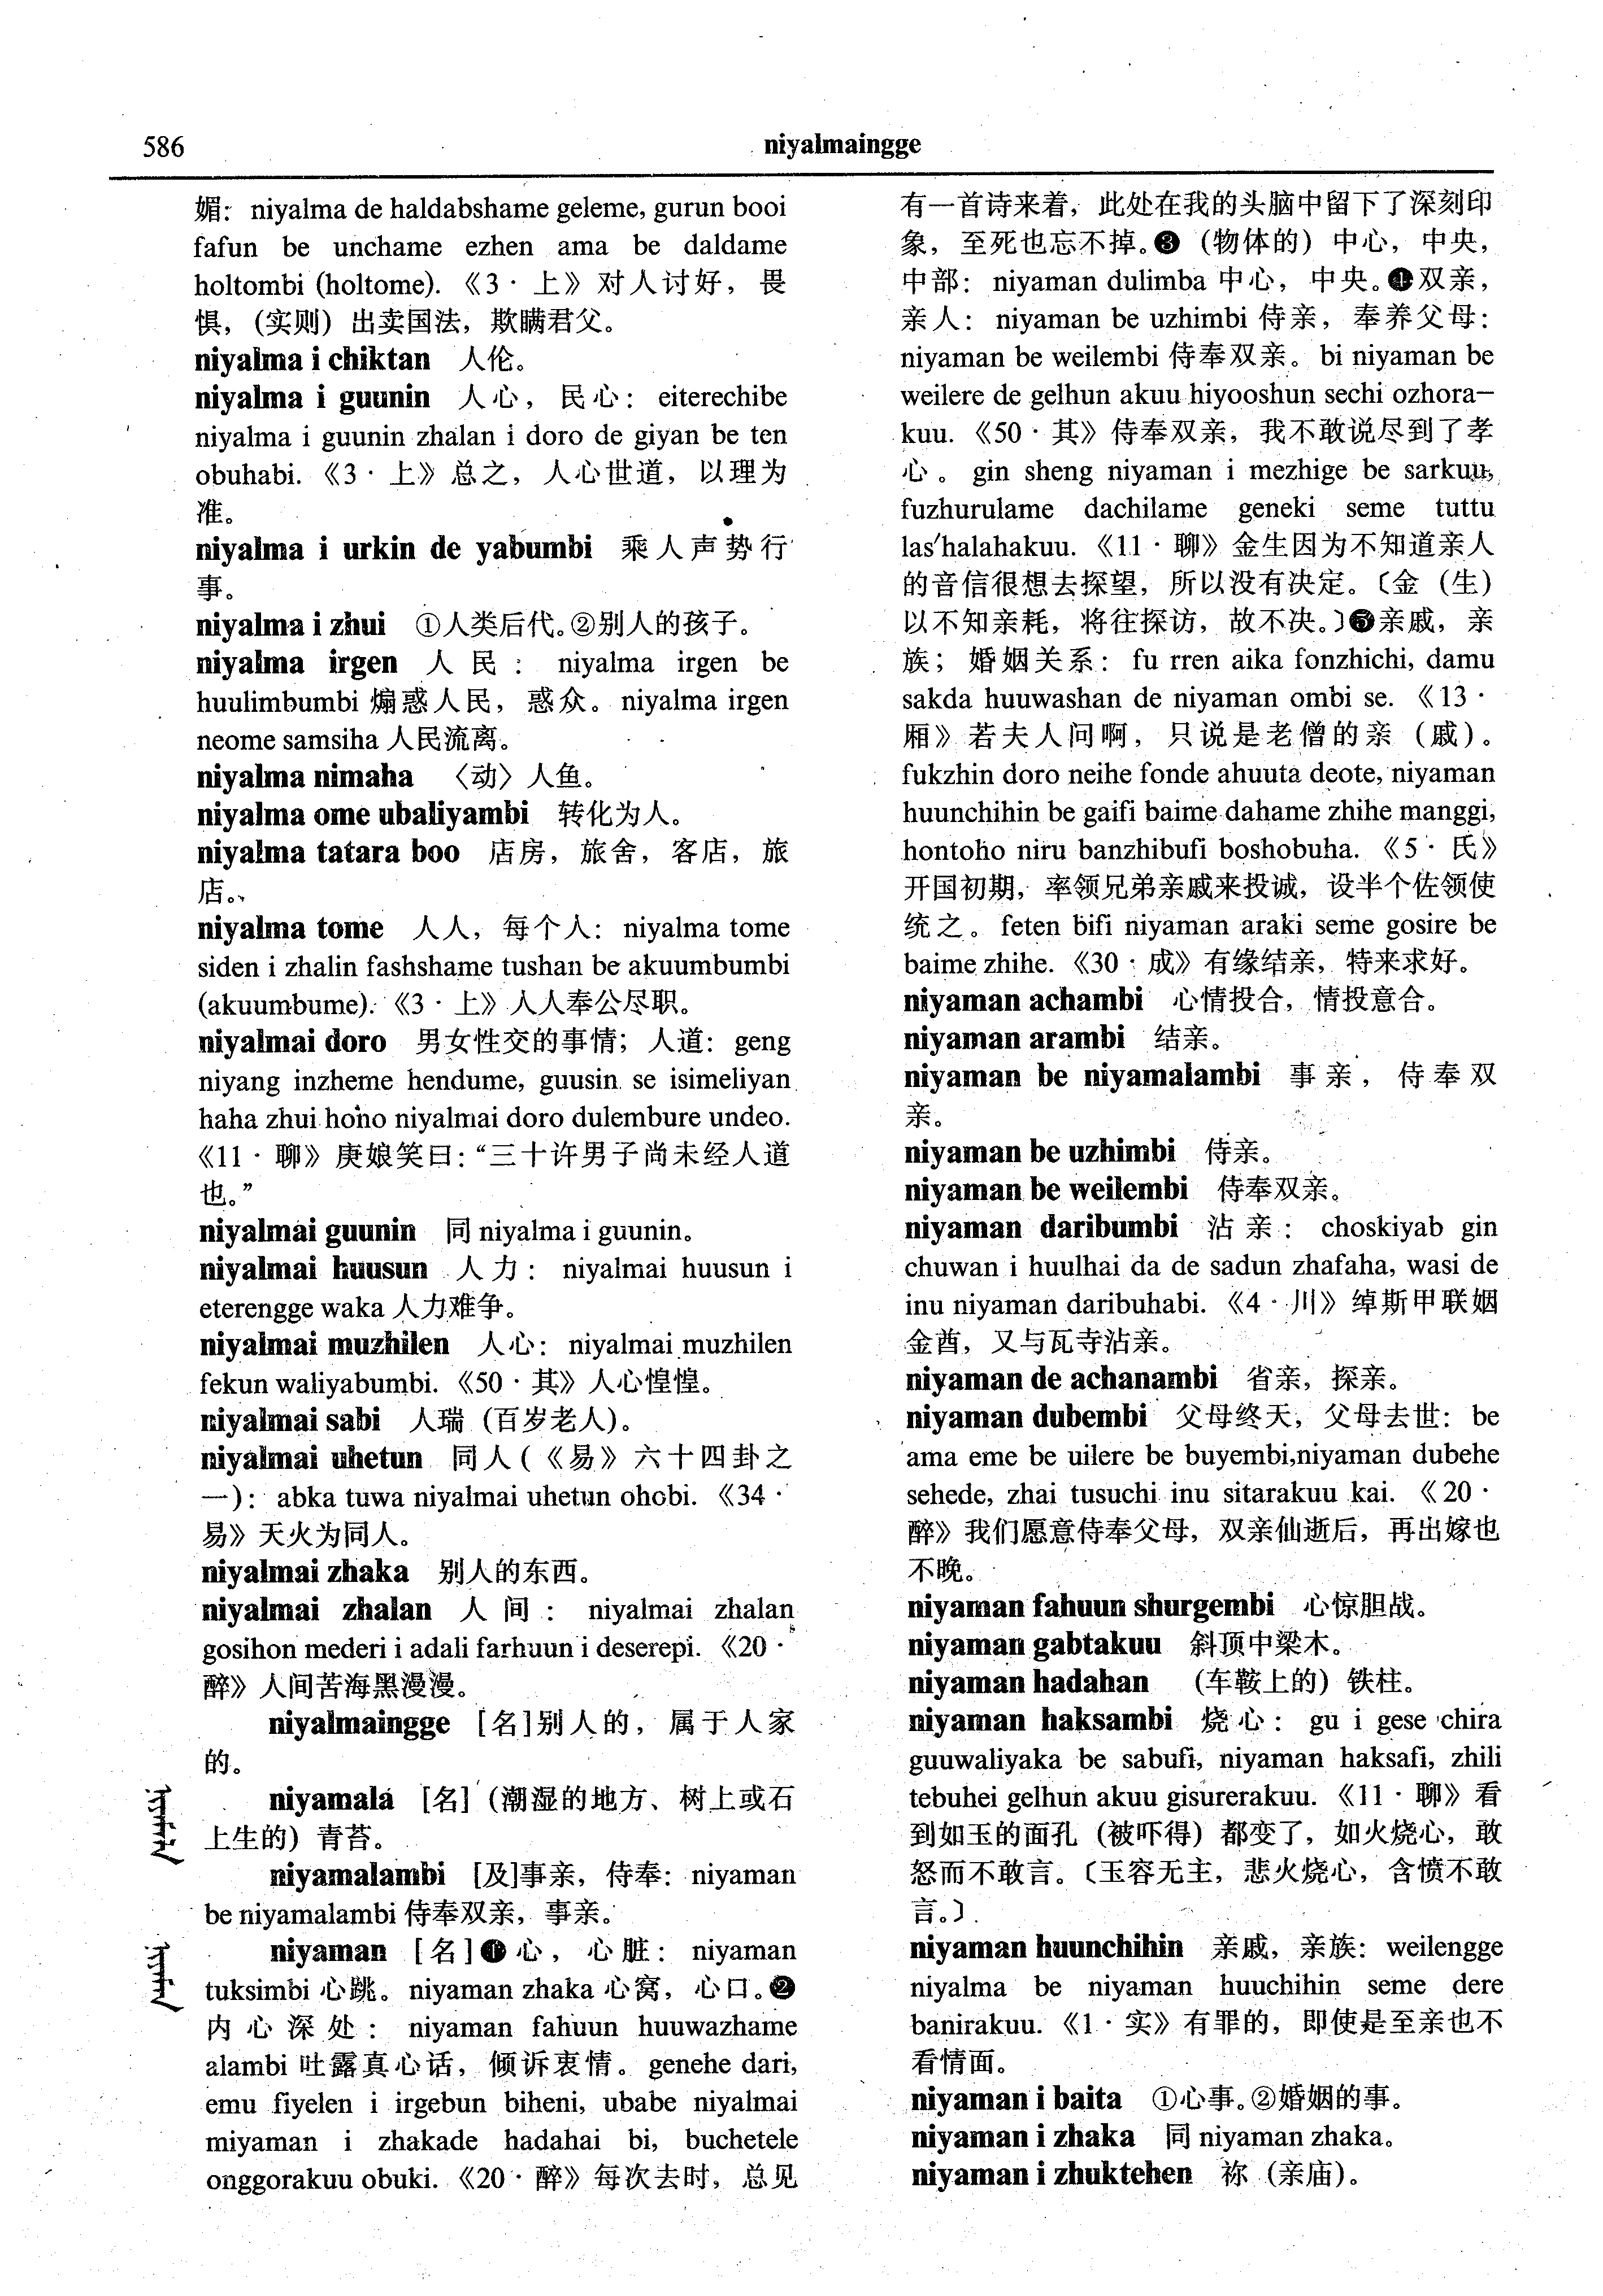 586
niyalmaingge
媚： niyalma de haldabshame geleme, gurun booi
fafun be unchame ezhen ama be daldame
holtombi (holtome). 《3 · 上》 对人讨好，畏
惧，（实则）出卖国法，欺瞒君父。
niyalma i chiktan 人伦。
niyalma i guunin 人心，民心： eiterechibe
niyalma i guunin zhalan i doro de giyan be ten
obuhabi. 《3 · 上》 总之，人心世道，以理为
准。
niyalma i urkin de yabumbi 乘人声势行
事。
niyalma i zhui ①人类后代。②别人的孩子。
niyalma irgen 人民： niyalma irgen be
huulimbumbi 煽惑人民，惑众。 niyalma irgen
neome samsiha 人民流离。
niyalma nimaha 〈动〉人鱼。
niyalma ome ubaliyambi 转化为人。
niyalma tatara boo 店房，旅舍，客店，旅
店。
niyalma tome 人人，每个人： niyalma tome
siden i zhalin fashshame tushan be akuumbumbi
(akuumbume). 《3 · 上》人人奉公尽职。
niyalmai doro 男女性交的事情；人道： geng
niyang inzheme hendume, guusin se isimeliyan
haha zhui hono niyalmai doro dulembure undeo.
《11 · 聊》庚娘笑曰：“三十许男子尚未经人道
也。”
niyalmai guunin 同 niyalma i guunin。
niyalmai huusun 人力： niyalmai huusun i
eterengge waka 人力难争。
niyalmai muzhilen 人心： niyalmai muzhilen
fekun waliyabumbi. 《50 · 其》人心惶惶。
niyalmai sabi 人瑞（百岁老人）。
niyalmai uhetun 同人（《易》六十四卦之
一）： abka tuwa niyalmai uhetun ohobi. 《34 ·
易》天火为同人。
niyalmai zhaka 别人的东西。
niyalmai zhalan 人间： niyalmai zhalan
gosihon mederi i adali farhuun i deserepi. 《20 ·
醉》人间苦海黑漫漫。
niyalmaingge [名]别人的，属于人家
的。
niyamala [名]（潮湿的地方、树上或石
上生的）青苔。
niyamalambi [及]事亲，侍奉： niyaman
be niyamalambi 侍奉双亲，事亲。
niyaman [名]❶心，心脏： niyaman
tuksimbi 心跳。 niyaman zhaka 心窝，心口。❷
内心深处： niyaman fahuun huuwazhame
alambi 吐露真心话，倾诉衷情。 genehe dari,
emu fiyelen i irgebun biheni, ubabe niyalmai
miyaman i zhakade hadahai bi, buchetele
onggorakuu obuki. 《20 · 醉》每次去时，总见
有一首诗来着，此处在我的头脑中留下了深刻印
象，至死也忘不掉。❸（物体的）中心，中央，
中部： niyaman dulimba 中心，中央。❹双亲，
亲人： niyaman be uzhimbi 侍亲，奉养父母：
niyaman be weilembi 侍奉双亲。 bi niyaman be
weilere de gelhun akuu hiyooshun sechi ozhora—
kuu. 《50 · 其》侍奉双亲，我不敢说尽到了孝
心。 gin sheng niyaman i mezhige be sarkuu,
fuzhurulame dachilame geneki seme tuttu
las'halahakuu. 《11 · 聊》金生因为不知道亲人
的音信很想去探望，所以没有决定。〔金（生）
以不知亲耗，将往探访，故不决。〕❺亲戚，亲
族；婚姻关系： fu rren aika fonzhichi, damu
sakda huuwashan de niyaman ombi se. 《13 ·
厢》若夫人问啊，只说是老僧的亲（戚）。
fukzhin doro neihe fonde ahuuta deote, niyaman
huunchihin be gaifi baime dahame zhihe manggi,
hontoho niru banzhibufi boshobuha. 《5 · 氏》
开国初期，率领兄弟亲戚来投诚，设半个佐领使
统之。 feten bifi niyaman araki seme gosire be
baime zhihe. 《30 · 成》有缘结亲，特来求好。
niyaman achambi 心情投合，情投意合。
niyaman arambi 结亲。
niyaman be niyamalambi 事亲，侍奉双
亲。
niyaman be uzhimbi 侍亲。
niyaman be weilembi 侍奉双亲。
niyaman daribumbi 沾亲： choskiyab gin
chuwan i huulhai da de sadun zhafaha, wasi de
inu niyaman daribuhabi. 《4 · 川》绰斯甲联姻
金酋，又与瓦寺沾亲。
niyaman de achanambi 省亲，探亲。
niyaman dubembi 父母终天，父母去世： be
ama eme be uilere be buyembi,niyaman dubehe
sehede, zhai tusuchi inu sitarakuu kai. 《20 ·
醉》我们愿意侍奉父母，双亲仙逝后，再出嫁也
不晚。
niyaman fahuun shurgembi 心惊胆战。
niyaman gabtakuu 斜顶中梁木。
niyaman hadahan （车鞍上的）铁柱。
niyaman haksambi 烧心： gu i gese chira
guuwaliyaka be sabufi, niyaman haksafi, zhili
tebuhei gelhun akuu gisurerakuu. 《11 · 聊》看
到如玉的面孔（被吓得）都变了，如火烧心，敢
怒而不敢言。〔玉容无主，悲火烧心，含愤不敢
言。〕
niyaman huunchihin 亲戚，亲族： weilengge
niyalma be niyaman huuchihin seme dere
banirakuu. 《1 · 实》有罪的，即使是至亲也不
看情面。
niyaman i baita ①心事。②婚姻的事。
niyaman i zhaka 同 niyaman zhaka。
niyaman i zhuktehen 祢（亲庙）。